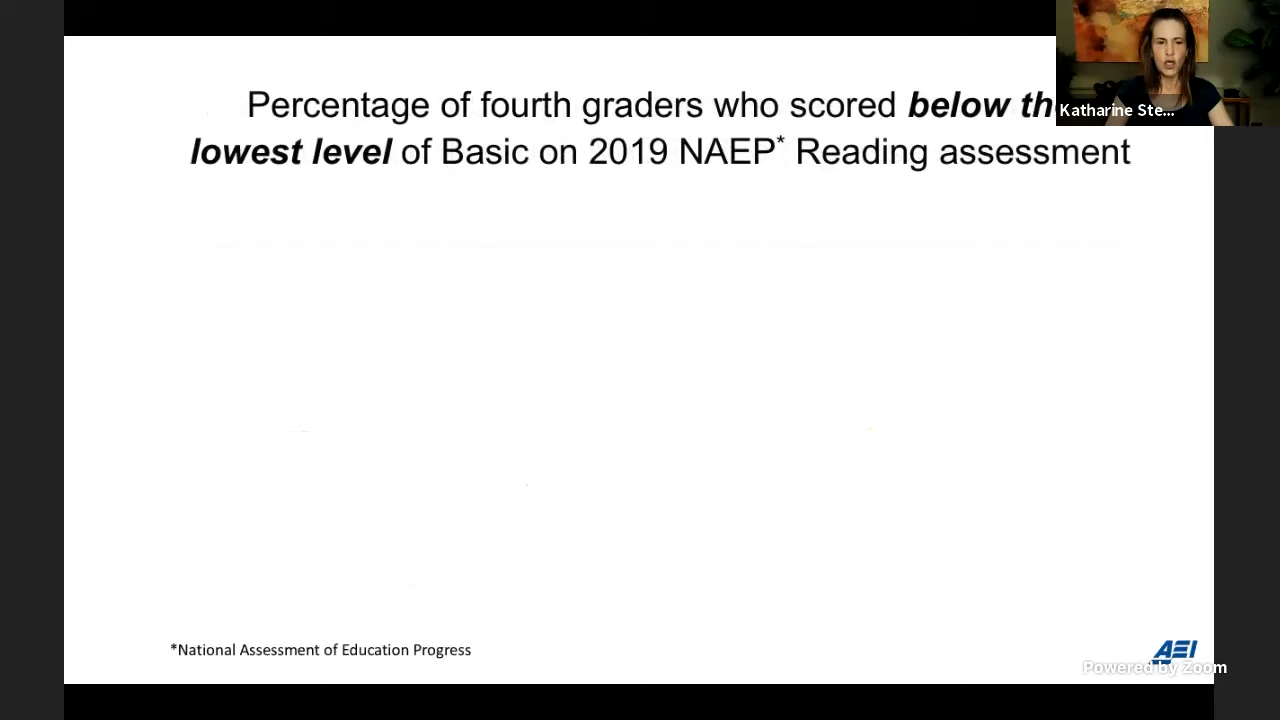 Percentage of fourth graders who scored below th
Katharine Ste...
lowest level of Basic on 2019 NAEP* Reading assessment
*National Assessment of Education Progress
AEI
Powered by Zoom